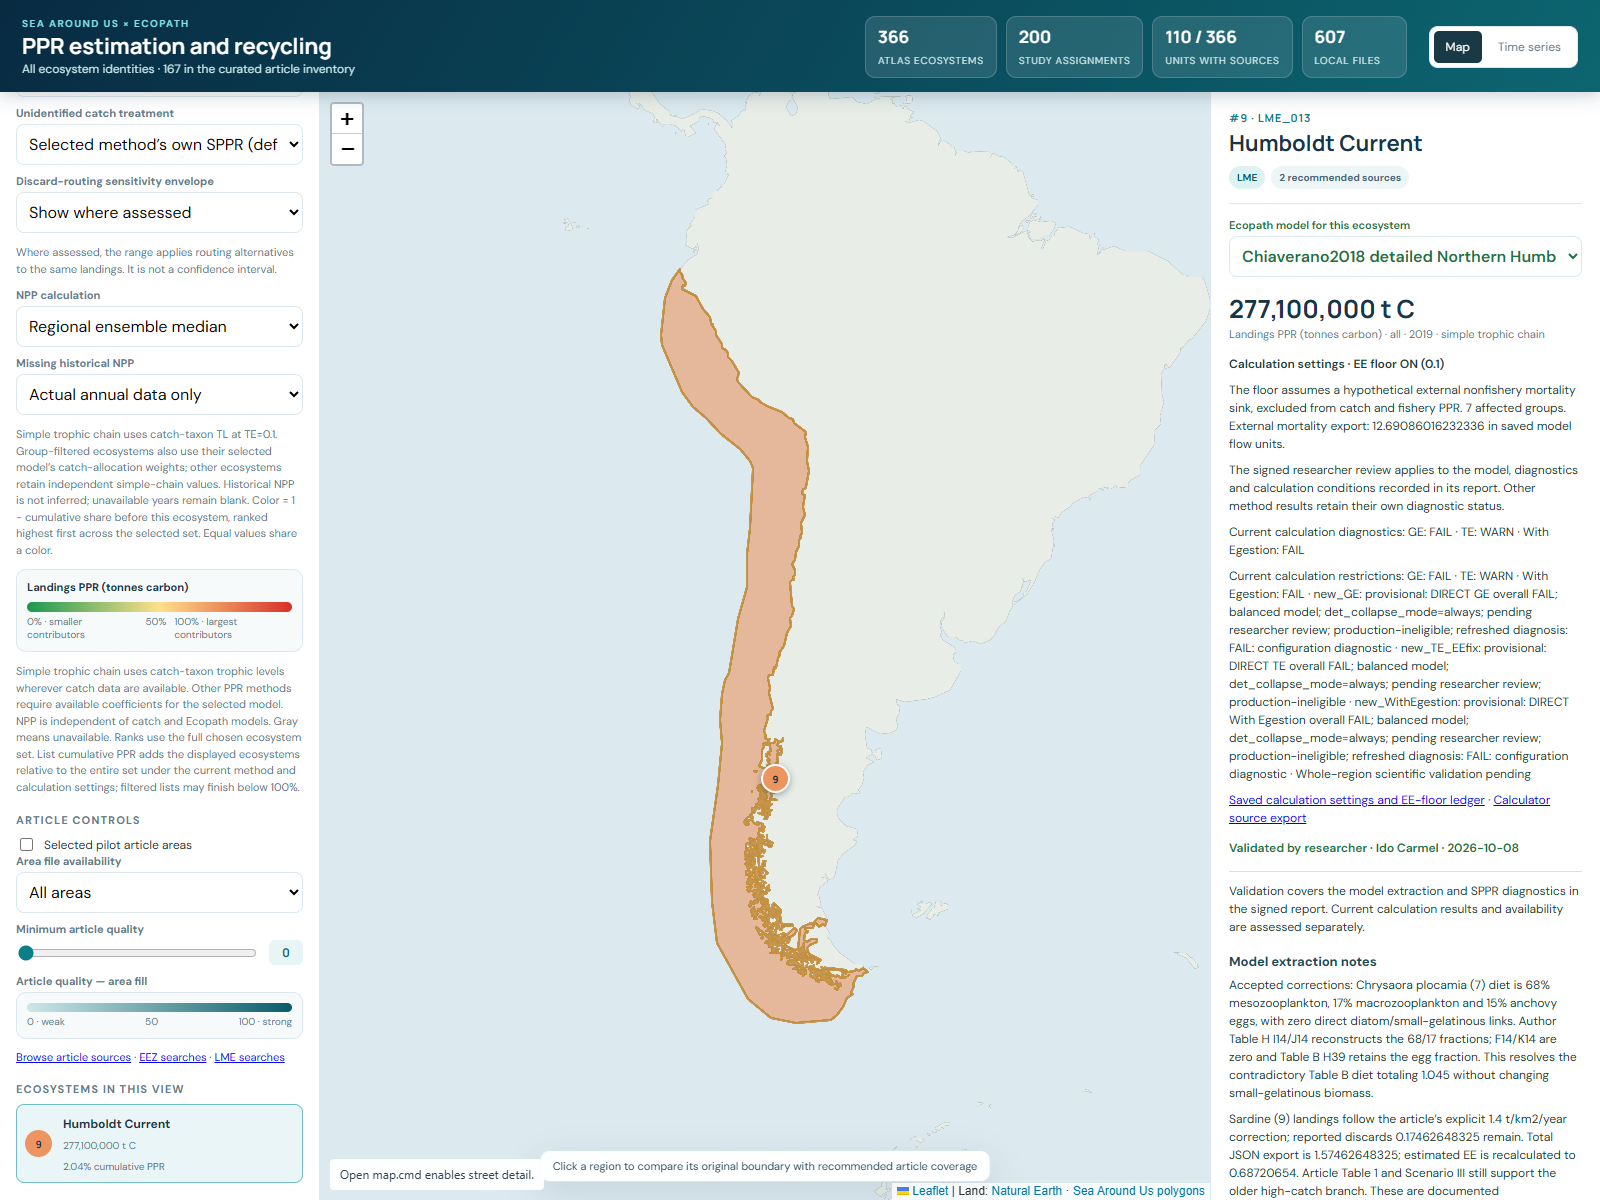 SEA AROUND US × ECOPATH
PPR estimation and recycling
All ecosystem identities · 167 in the curated article inventory
366
ATLAS ECOSYSTEMS
200
STUDY ASSIGNMENTS
110 / 366
UNITS WITH SOURCES
607
LOCAL FILES
Map
Time series
Unidentified catch treatment
Selected method's own SPPR (def
Discard-routing sensitivity envelope
Show where assessed
Where assessed, the range applies routing alternatives
to the same landings. It is not a confidence interval.
NPP calculation
Regional ensemble median
Missing historical NPP
Actual annual data only
Simple trophic chain uses catch-taxon TL at TE=0.1.
Group-filtered ecosystems also use their selected
model's catch-allocation weights; other ecosystems
retain independent simple-chain values. Historical NPP
is not inferred; unavailable years remain blank. Color = 1
− cumulative share before this ecosystem, ranked
highest first across the selected set. Equal values share
a color.
Landings PPR (tonnes carbon)
0% · smaller contributors
50%
100% · largest contributors
Simple trophic chain uses catch-taxon trophic levels
wherever catch data are available. Other PPR methods
require available coefficients for the selected model.
NPP is independent of catch and Ecopath models. Gray
means unavailable. Ranks use the full chosen ecosystem
set. List cumulative PPR adds the displayed ecosystems
relative to the entire set under the current method and
calculation settings; filtered lists may finish below 100%.
ARTICLE CONTROLS
Selected pilot article areas
Area file availability
All areas
Minimum article quality
0
Article quality — area fill
0 · weak
50
100 · strong
Browse article sources · EEZ searches · LME searches
ECOSYSTEMS IN THIS VIEW
9
Humboldt Current
277,100,000 t C
2.04% cumulative PPR
+
−
9
Open map.cmd enables street detail.
Click a region to compare its original boundary with recommended article coverage
Leaflet | Land: Natural Earth · Sea Around Us polygons
#9 · LME_013
Humboldt Current
LME
2 recommended sources
Ecopath model for this ecosystem
Chiaverano2018 detailed Northern Humb
277,100,000 t C
Landings PPR (tonnes carbon) · all · 2019 · simple trophic chain
Calculation settings · EE floor ON (0.1)
The floor assumes a hypothetical external nonfishery mortality
sink, excluded from catch and fishery PPR. 7 affected groups.
External mortality export: 12.69086016232336 in saved model
flow units.
The signed researcher review applies to the model, diagnostics
and calculation conditions recorded in its report. Other
method results retain their own diagnostic status.
Current calculation diagnostics: GE: FAIL · TE: WARN · With
Egestion: FAIL
Current calculation restrictions: GE: FAIL · TE: WARN · With
Egestion: FAIL · new_GE: provisional: DIRECT GE overall FAIL;
balanced model; det_collapse_mode=always; pending
researcher review; production-ineligible; refreshed diagnosis:
FAIL: configuration diagnostic · new_TE_EEfix: provisional:
DIRECT TE overall FAIL; balanced model;
det_collapse_mode=always; pending researcher review;
production-ineligible · new_WithEgestion: provisional: DIRECT
With Egestion overall FAIL; balanced model;
det_collapse_mode=always; pending researcher review;
production-ineligible; refreshed diagnosis: FAIL: configuration
diagnostic · Whole-region scientific validation pending
Saved calculation settings and EE-floor ledger · Calculator
source export
Validated by researcher · Ido Carmel · 2026-10-08
Validation covers the model extraction and SPPR diagnostics in
the signed report. Current calculation results and availability
are assessed separately.
Model extraction notes
Accepted corrections: Chrysaora plocamia (7) diet is 68%
mesozooplankton, 17% macrozooplankton and 15% anchovy
eggs, with zero direct diatom/small-gelatinous links. Author
Table H I14/J14 reconstructs the 68/17 fractions; F14/K14 are
zero and Table B H39 retains the egg fraction. This resolves the
contradictory Table B diet totaling 1.045 without changing
small-gelatinous biomass.
Sardine (9) landings follow the article's explicit 1.4 t/km2/year
correction; reported discards 0.17462648325 remain. Total
JSON export is 1.57462648325; estimated EE is recalculated to
0.68720654. Article Table 1 and Scenario III still support the
older high-catch branch. These are documented